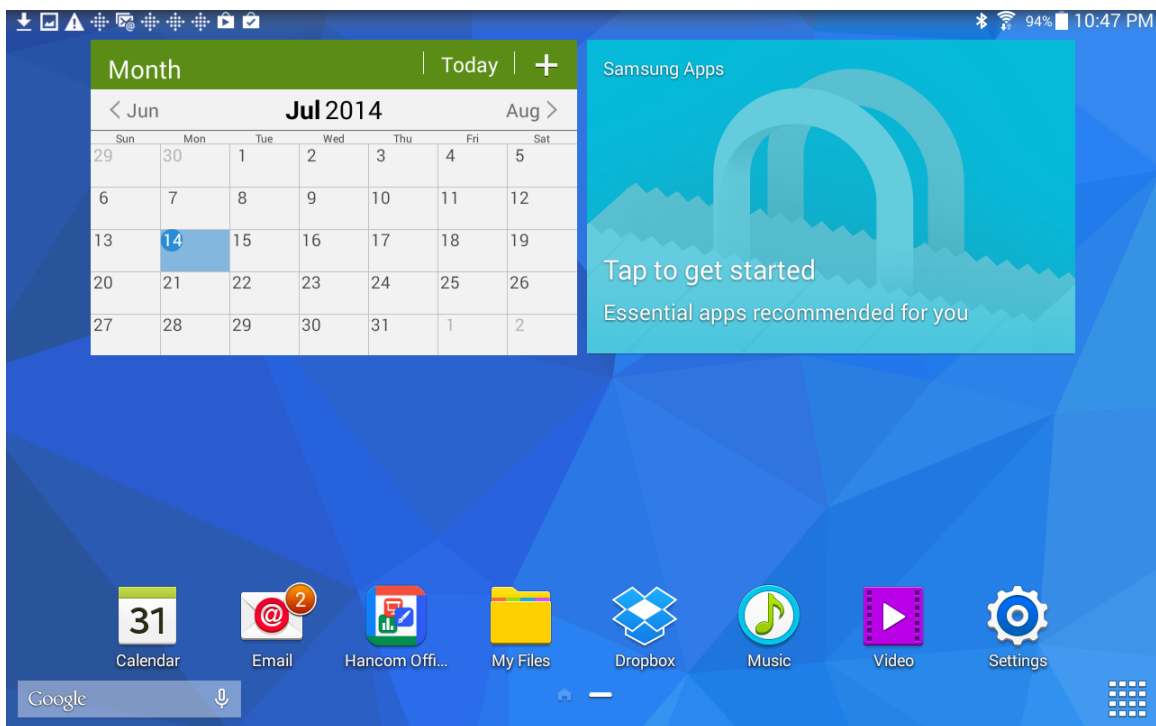 94% 10:47 PM
Month Today +
< Jun Jul 2014 Aug >
Sun Mon Tue Wed Thu Fri Sat
29 30 1 2 3 4 5
6 7 8 9 10 11 12
13 14 15 16 17 18 19
20 21 22 23 24 25 26
27 28 29 30 31 1 2
Samsung Apps
Tap to get started
Essential apps recommended for you
31 @ 2
Calendar Email Hancom Offi... My Files Dropbox Music Video Settings
Google